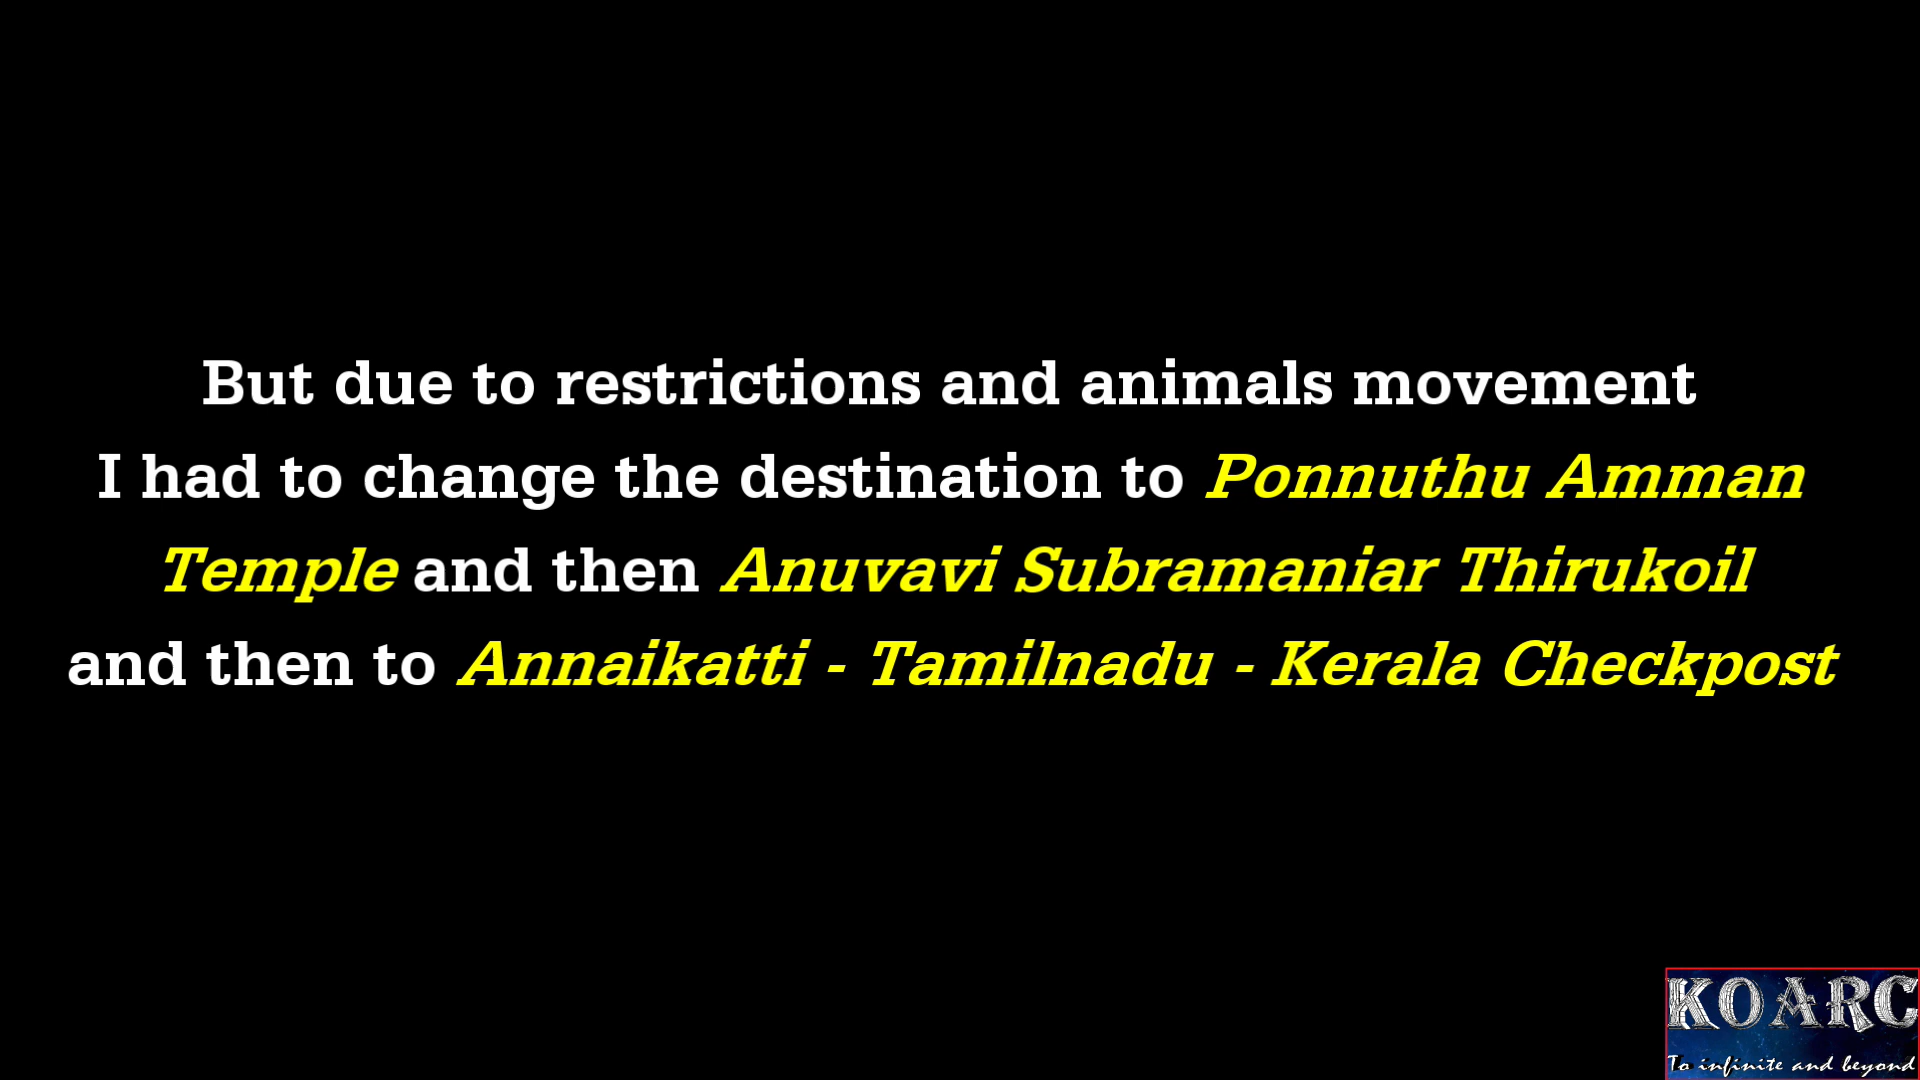 But due to restrictions and animals movement
I had to change the destination to Ponnuthu Amman
Temple and then Anuvavi Subramaniar Thirukoil
and then to Annaikatti - Tamilnadu - Kerala Checkpost
KOARC
To infinite and beyond